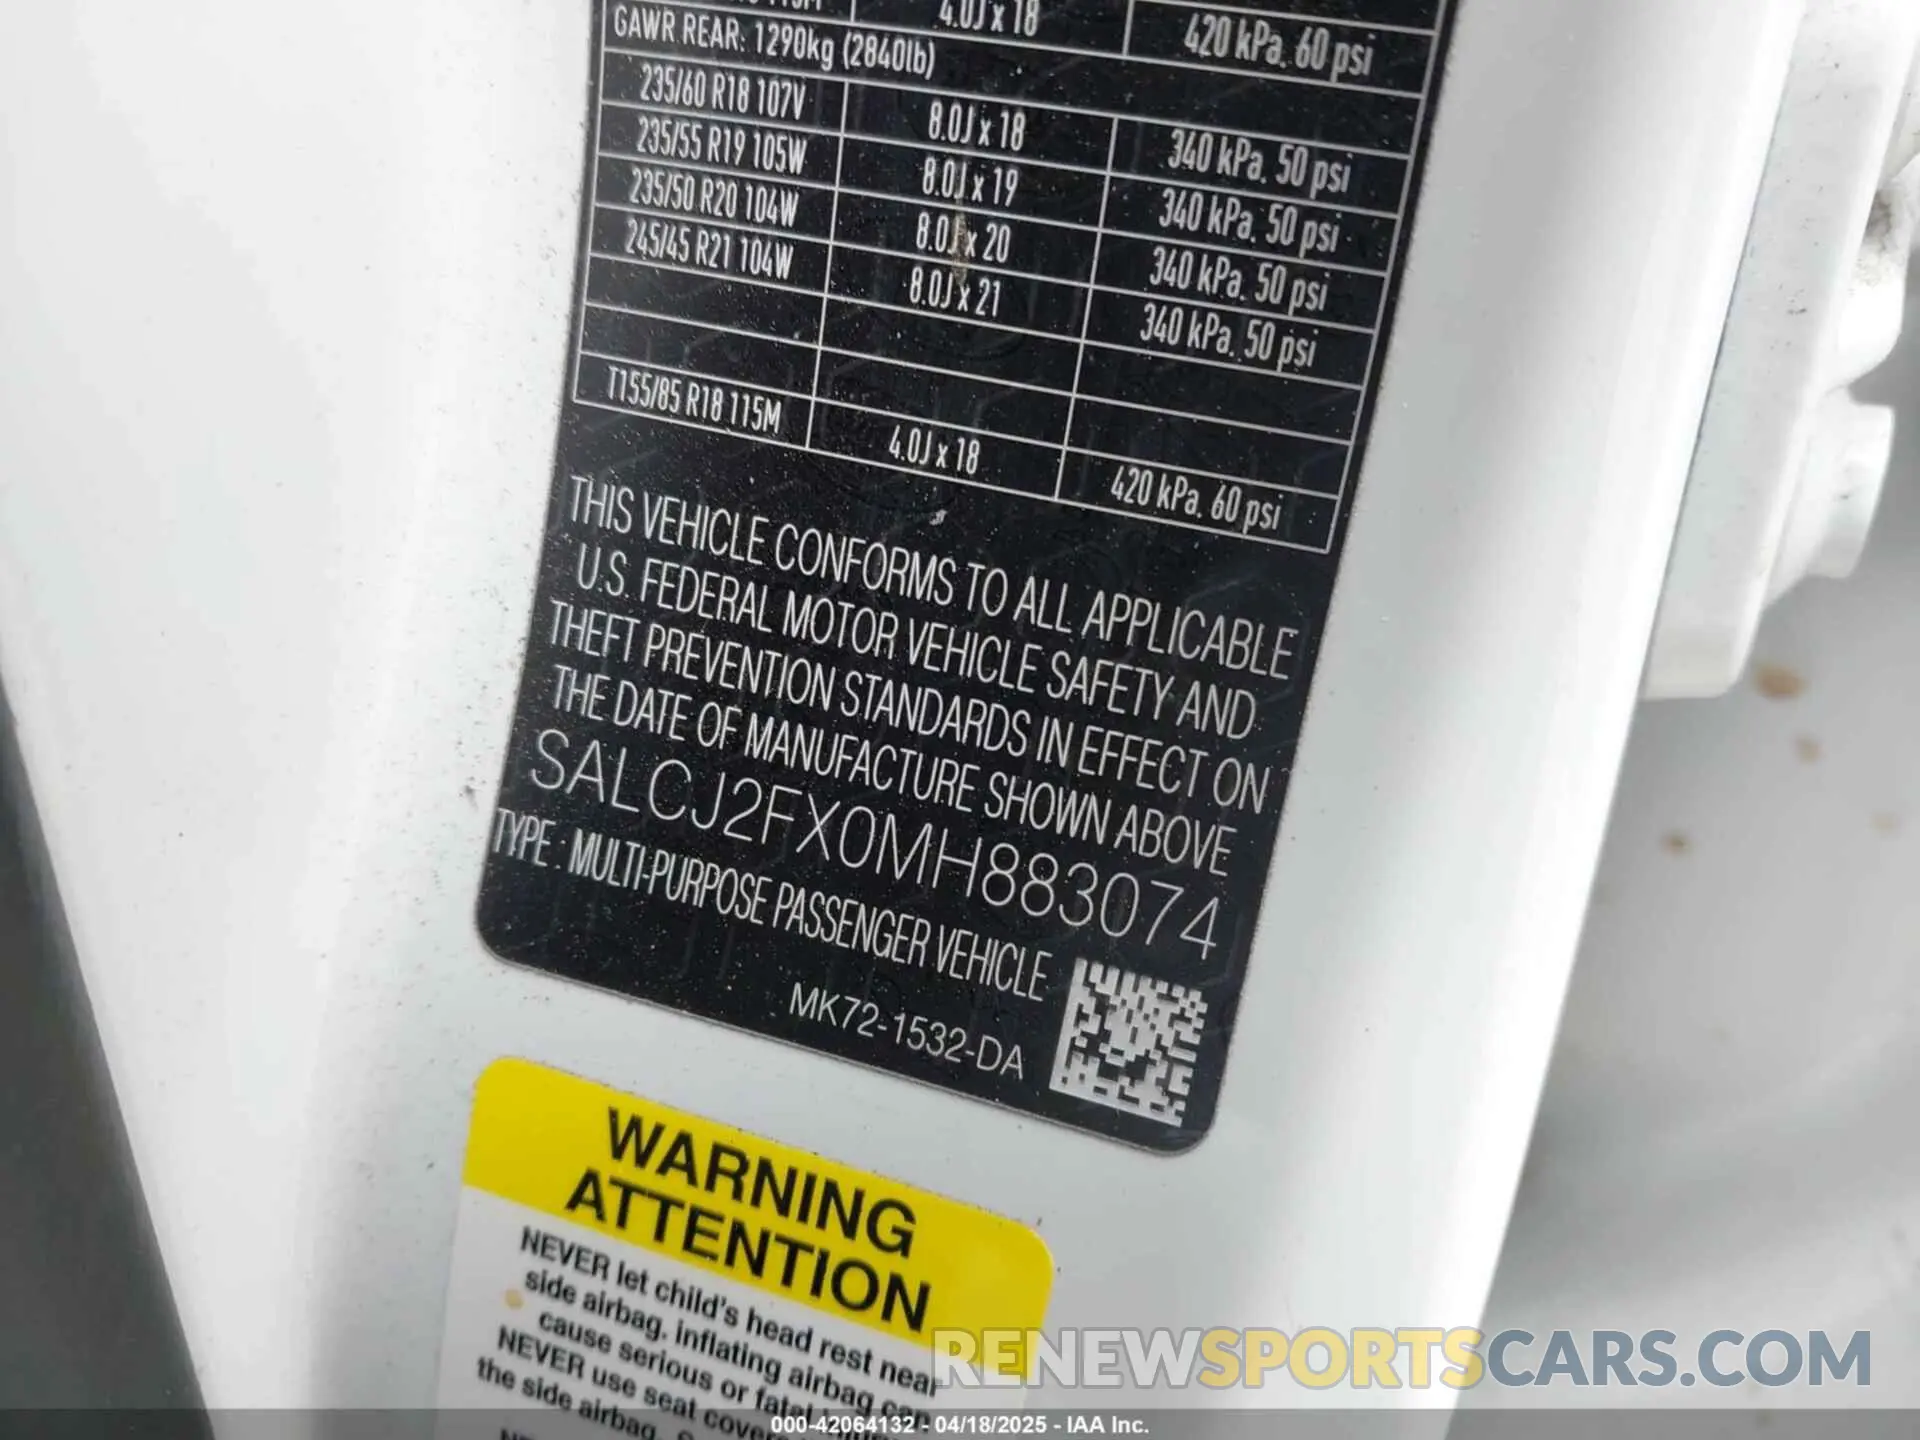 4.0J x 18 420 kPa. 60 psi
GAWR REAR: 1290kg (2840lb)
235/60 R18 107V 8.0J x 18 340 kPa. 50 psi
235/55 R19 105W 8.0J x 19 340 kPa. 50 psi
235/50 R20 104W 8.0J x 20 340 kPa. 50 psi
245/45 R21 104W 8.0J x 21 340 kPa. 50 psi
T155/85 R18 115M 4.0J x 18 420 kPa. 60 psi
THIS VEHICLE CONFORMS TO ALL APPLICABLE
U.S. FEDERAL MOTOR VEHICLE SAFETY AND
THEFT PREVENTION STANDARDS IN EFFECT ON
THE DATE OF MANUFACTURE SHOWN ABOVE
SALCJ2FX0MH883074
TYPE : MULTI-PURPOSE PASSENGER VEHICLE
MK72-1532-DA
WARNING
ATTENTION
NEVER let child's head rest near
side airbag. inflating airbag can
cause serious or fatal
NEVER use seat
the side airbag.
RENEWSPORTSCARS.COM
000-42064132 - 04/18/2025 - IAA Inc.